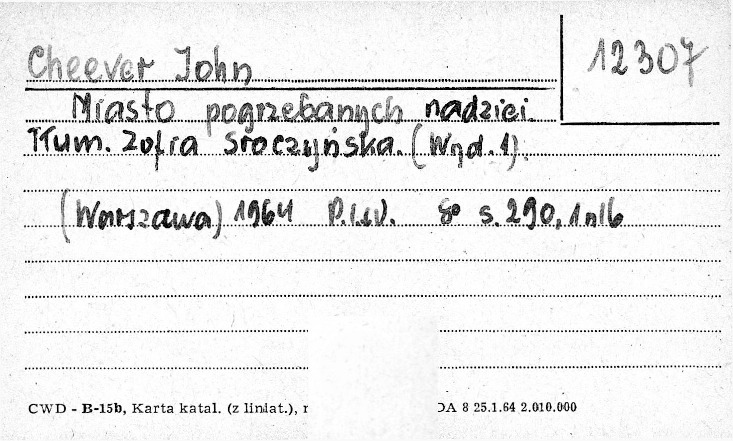 Cheever John
12307
Miasto pogrzebanych nadziei.
Tłum. Zofia Sroczyńska. (Wyd. 1).
(Warszawa) 1964 P.I.W. 8° s. 290, 1 nlb
CWD - B-15b, Karta katal. (z liniat.), r
DA 8 25.1.64 2.010.000